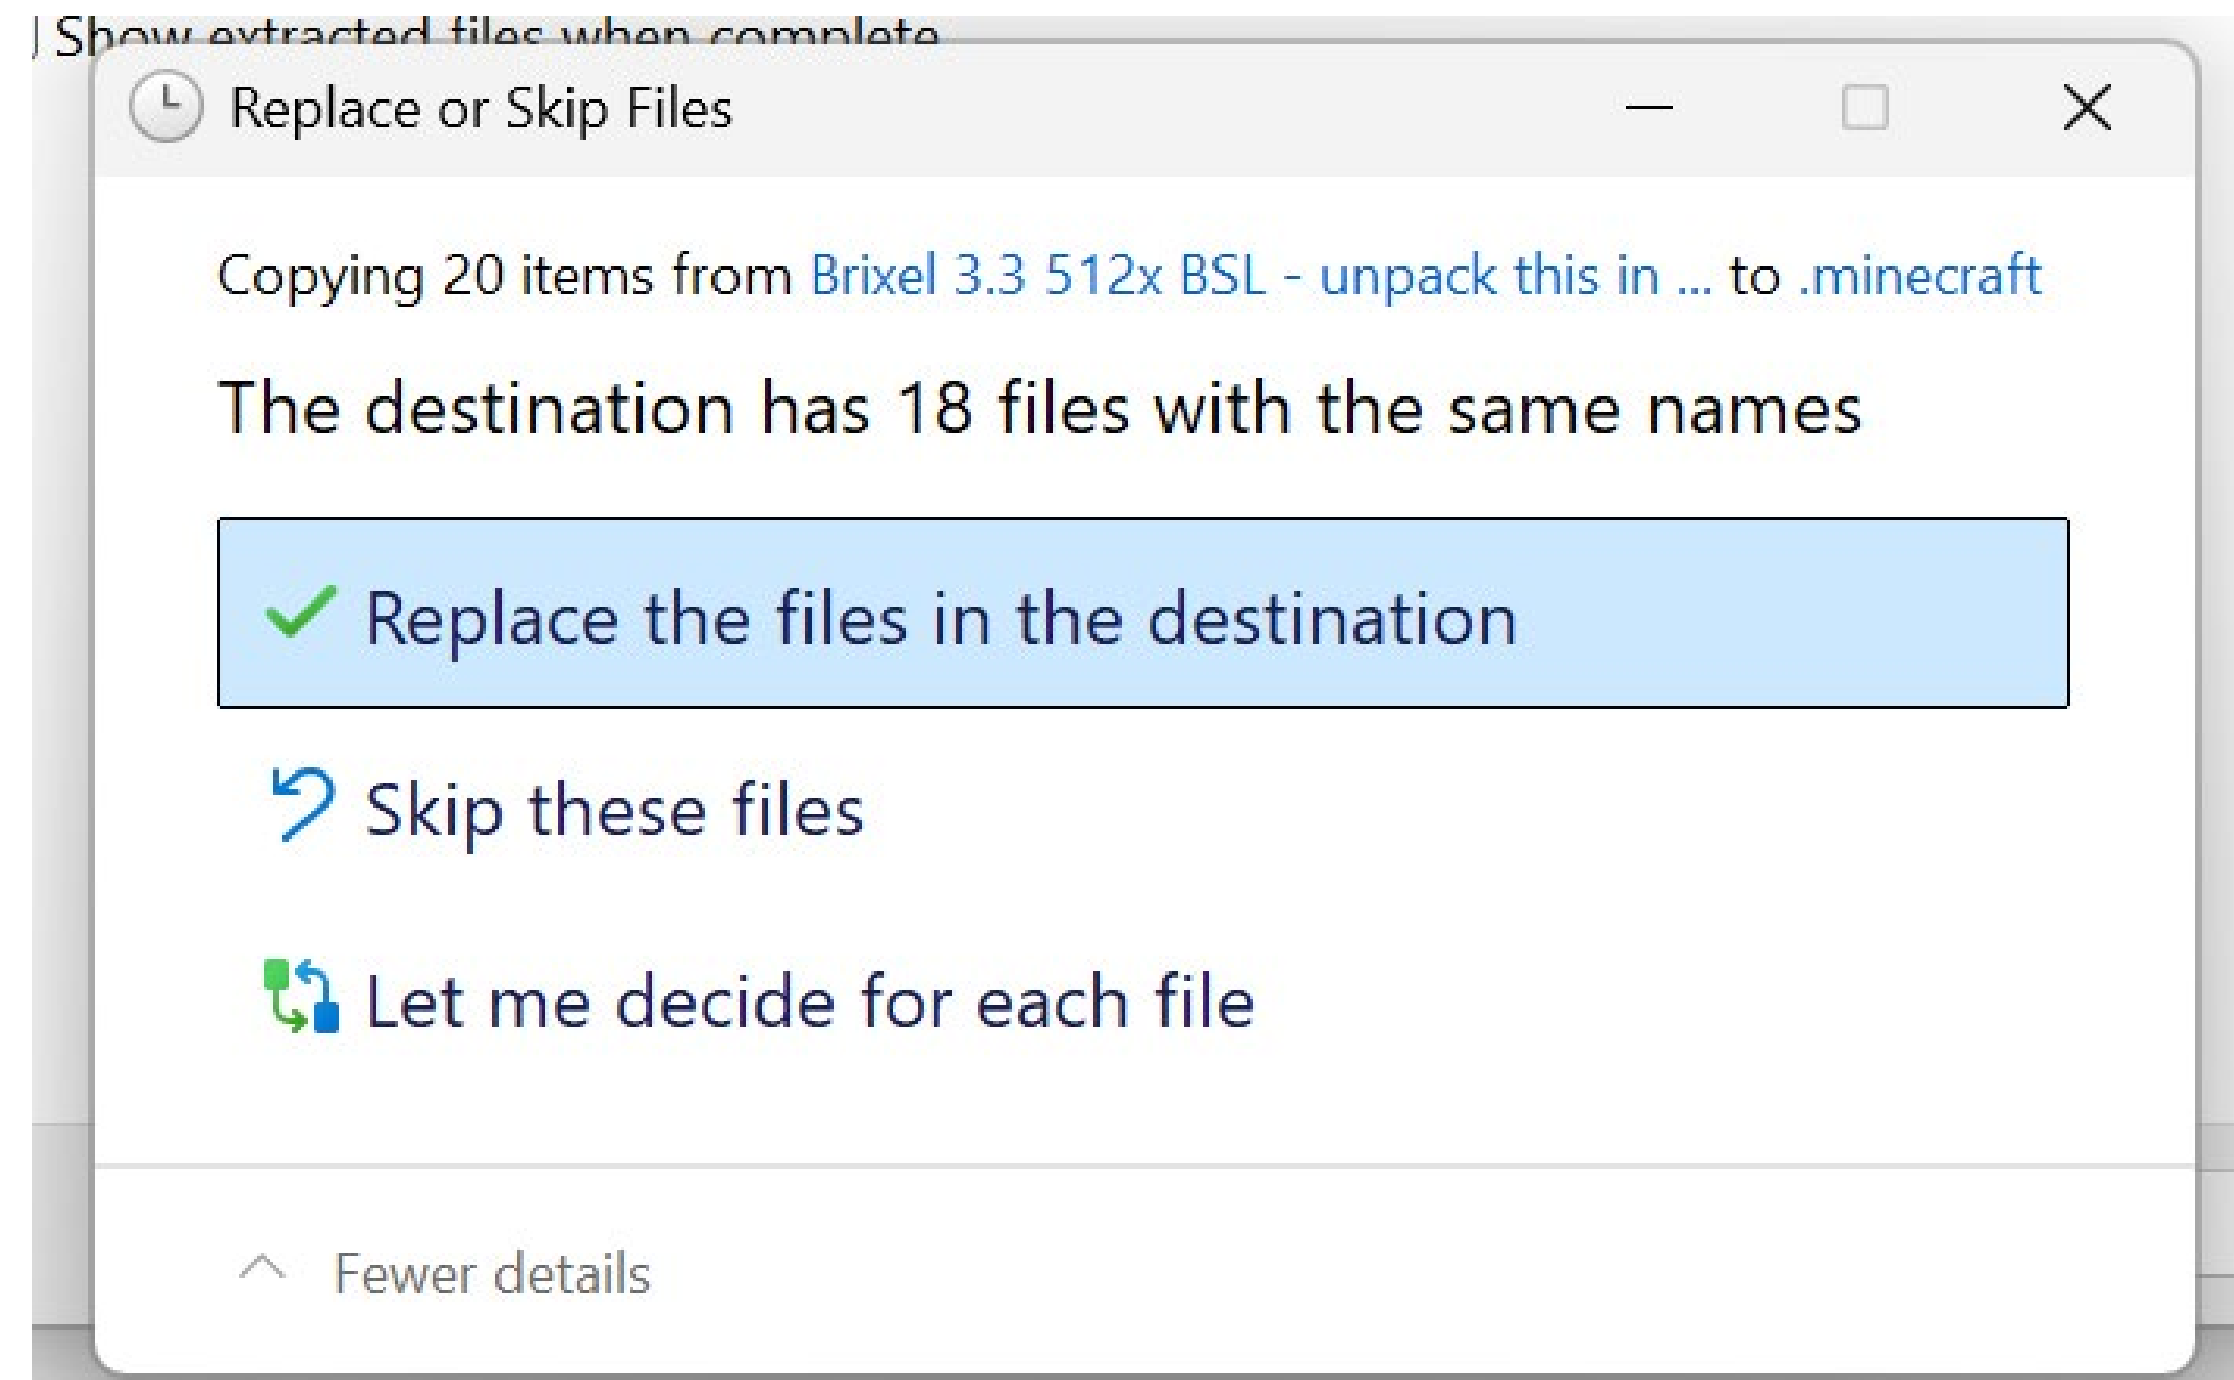 Show extracted files when complete
Replace or Skip Files
Copying 20 items from Brixel 3.3 512x BSL - unpack this in ... to .minecraft
The destination has 18 files with the same names
Replace the files in the destination
Skip these files
Let me decide for each file
Fewer details